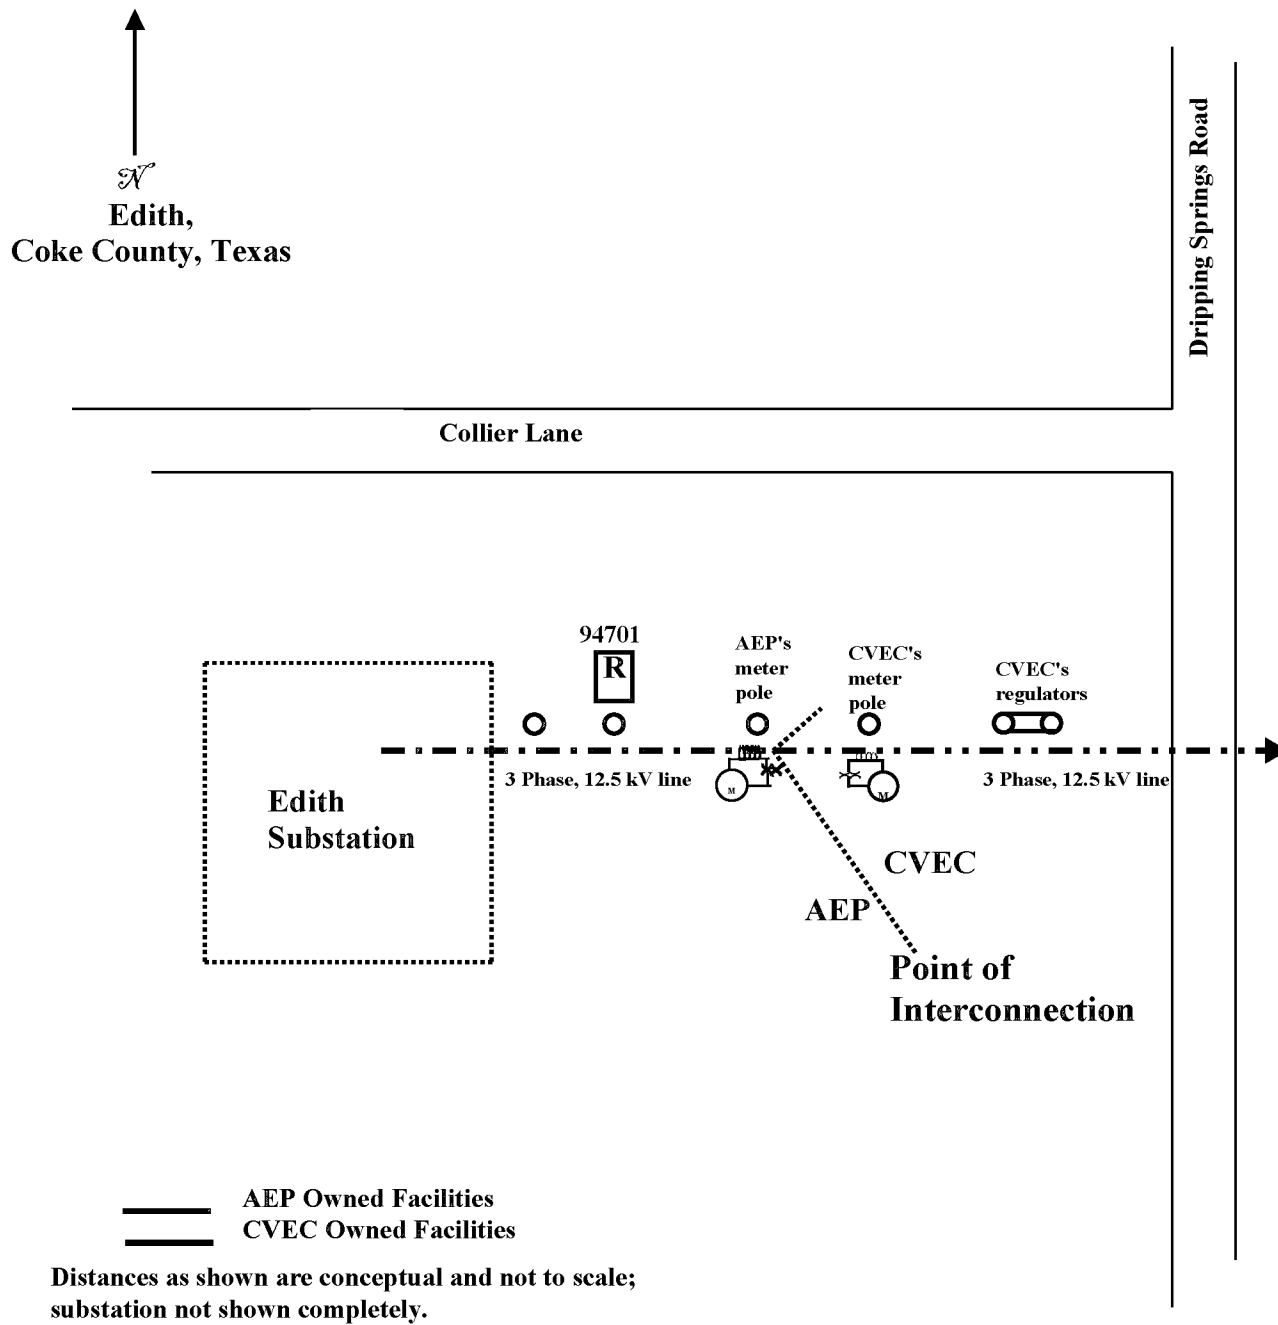 N
Edith,
Coke County, Texas
Dripping Springs Road
Collier Lane
94701
R
AEP's
meter
pole
CVEC's
meter
pole
CVEC's
regulators
3 Phase, 12.5 kV line
M
M
3 Phase, 12.5 kV line
Edith
Substation
CVEC
AEP
Point of
Interconnection
AEP Owned Facilities
CVEC Owned Facilities
Distances as shown are conceptual and not to scale;
substation not shown completely.